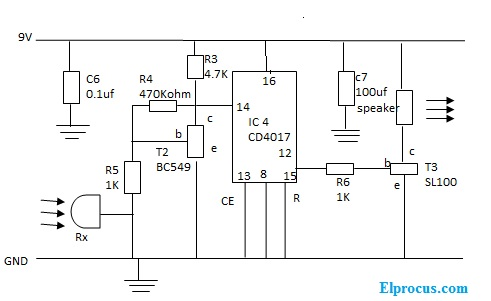 9V
C6
0.1uf
R4
470Kohm
R3
4.7K
16
14
IC 4
CD4017
12
13
8
15
CE
R
c
b
e
T2
BC549
R5
1K
Rx
c7
100uf
speaker
R6
1K
c
b
e
T3
SL100
GND
Elprocus.com